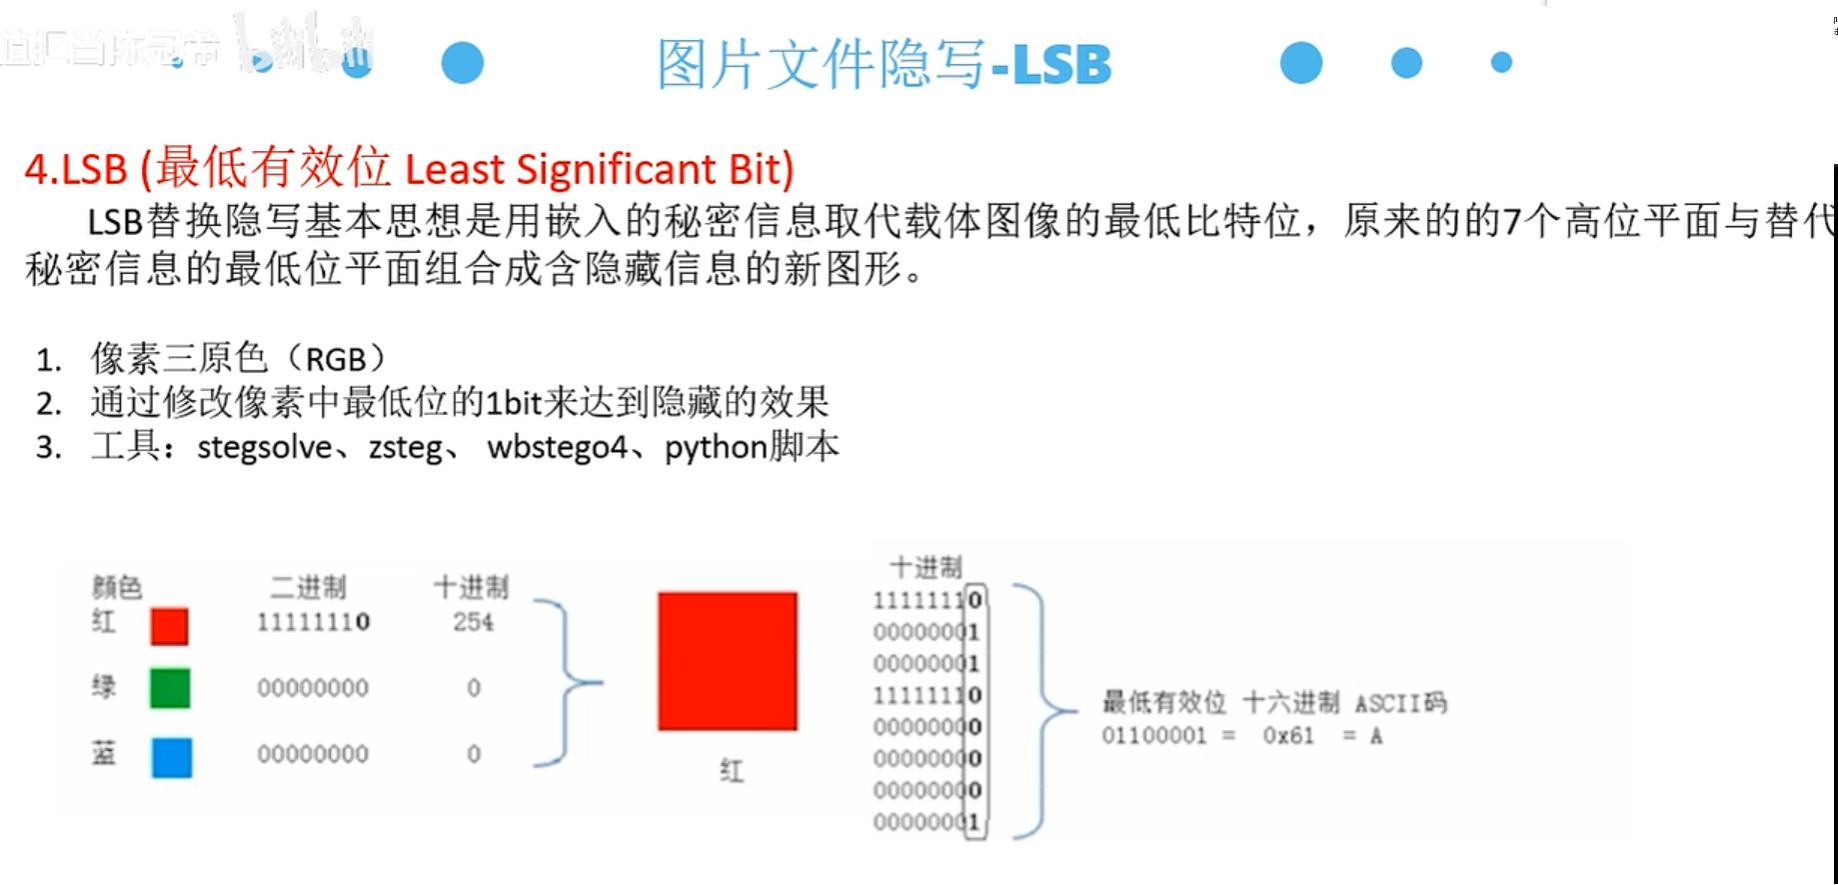 图片文件隐写-LSB
4.LSB (最低有效位 Least Significant Bit)
LSB替换隐写基本思想是用嵌入的秘密信息取代载体图像的最低比特位，原来的的7个高位平面与替代
秘密信息的最低位平面组合成含隐藏信息的新图形。
1. 像素三原色（RGB）
2. 通过修改像素中最低位的1bit来达到隐藏的效果
3. 工具：stegsolve、zsteg、 wbstego4、python脚本
颜色 二进制 十进制
红 11111110 254
绿 00000000 0
蓝 00000000 0
红
十进制
11111110
00000001
00000001
11111110
00000000
00000000
00000000
00000001
最低有效位 十六进制 ASCII码
01100001 = 0x61 = A